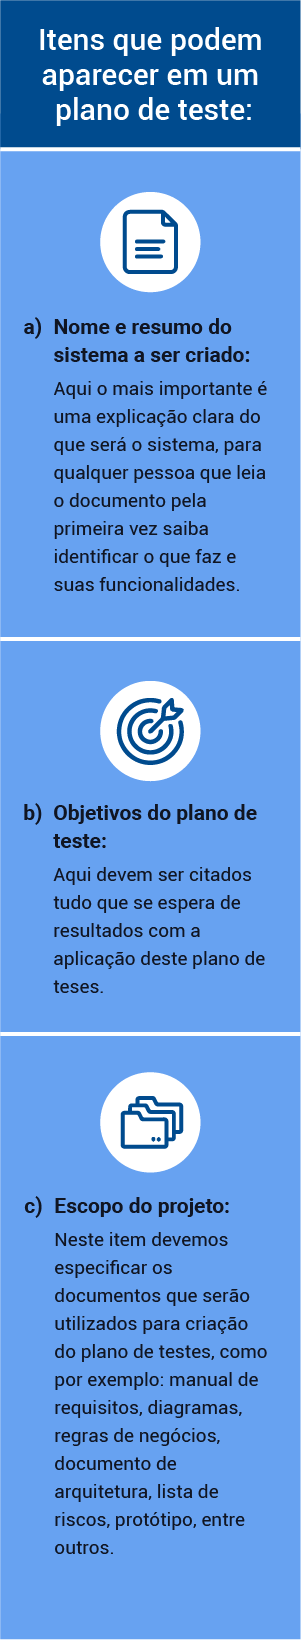 Itens que podem
aparecer em um
plano de teste:
a) Nome e resumo do
sistema a ser criado:
Aqui o mais importante é
uma explicação clara do
que será o sistema, para
qualquer pessoa que leia
o documento pela
primeira vez saiba
identificar o que faz e
suas funcionalidades.
b) Objetivos do plano de
teste:
Aqui devem ser citados
tudo que se espera de
resultados com a
aplicação deste plano de
teses.
c) Escopo do projeto:
Neste item devemos
especificar os
documentos que serão
utilizados para criação
do plano de testes, como
por exemplo: manual de
requisitos, diagramas,
regras de negócios,
documento de
arquitetura, lista de
riscos, protótipo, entre
outros.